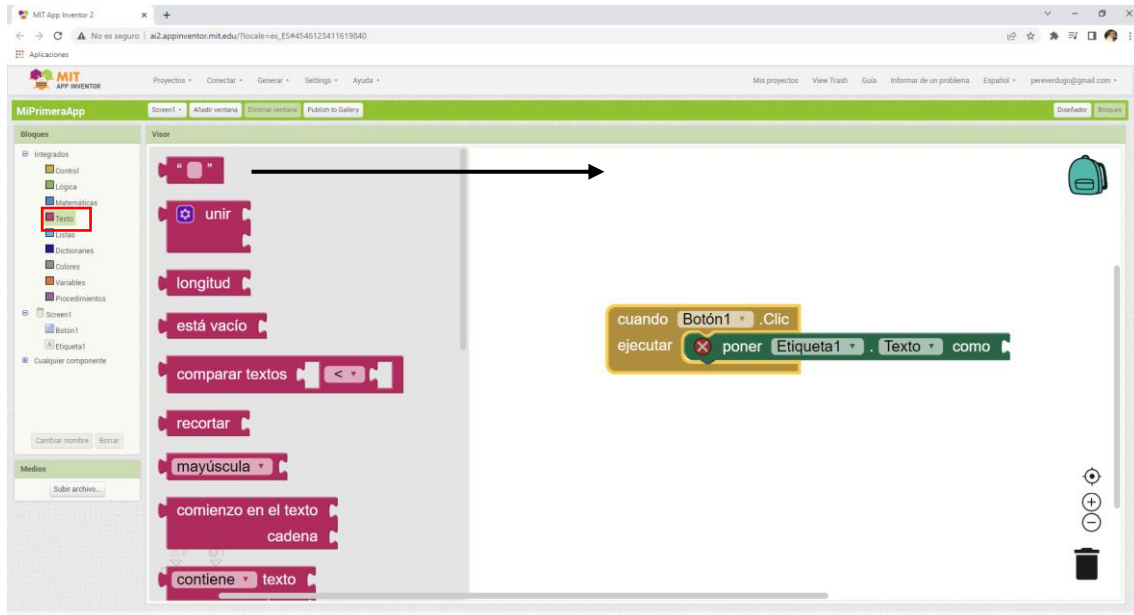 MIT App Inventor 2
No es seguro | ai2.appinventor.mit.edu/?locale=es_ES#4546123411619840
Aplicaciones
MIT
APP INVENTOR
Proyectos Conectar Generar Settings Ayuda
Mis proyectos View Trash Guía Informar de un problema Español pereverdugo@gmail.com
MiPrimeraApp
Screen1 Añadir ventana Eliminar ventana Publish to Gallery
Diseñador Bloques
Bloques
Visor
Integrados
Control
Lógica
Matemáticas
Texto
Listas
Dictionaries
Colores
Variables
Procedimientos
Screen1
Botón1
Etiqueta1
Cualquier componente
Cambiar nombre Borrar
Medios
Subir archivo...
“ ”
unir
longitud
está vacío
comparar textos <
recortar
mayúscula
comienzo en el texto
cadena
contiene texto
cuando Botón1 .Clic
ejecutar poner Etiqueta1 . Texto como